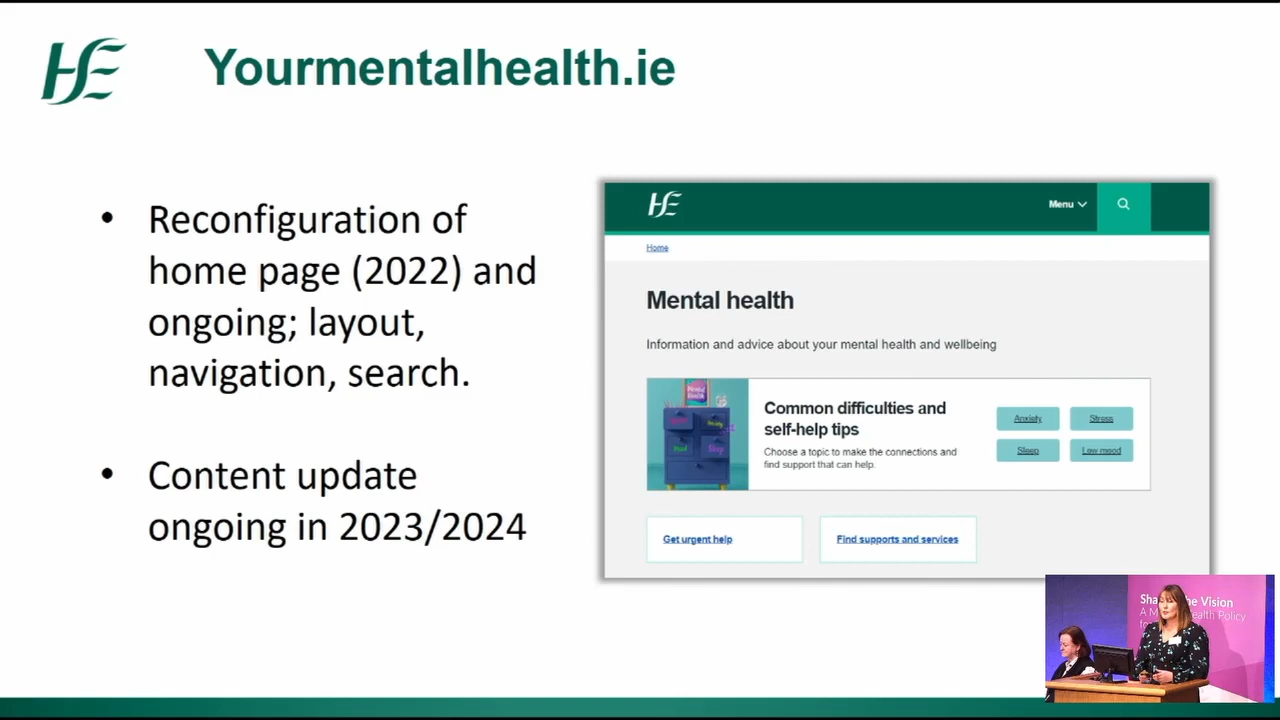 HSE
Yourmentalhealth.ie
• Reconfiguration of
home page (2022) and
ongoing; layout,
navigation, search.
• Content update
ongoing in 2023/2024
HSE
Menu
Home
Mental health
Information and advice about your mental health and wellbeing
Common difficulties and
self-help tips
Choose a topic to make the connections and
find support that can help.
Anxiety
Stress
Sleep
Low mood
Get urgent help
Find supports and services
the Vision
Health Policy